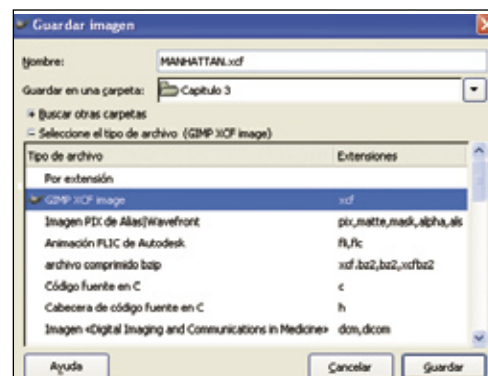 Guardar imagen
Nombre: MANHATTAN.xcf
Guardar en una carpeta: Capitulo 3
Buscar otras carpetas
Seleccione el tipo de archivo (GIMP XCF image)
Tipo de archivo Extensiones
Por extensión
GIMP XCF image xcf
Imagen PIX de Alias|Wavefront pix,matte,mask,alpha,als
Animación FLIC de Autodesk fli,flc
archivo comprimido bzip xcf.bz2,bz2,xcfbz2
Código fuente en C c
Cabecera de código fuente en C h
Imagen «Digital Imaging and Communications in Medicine» dcm,dicom
Ayuda Cancelar Guardar